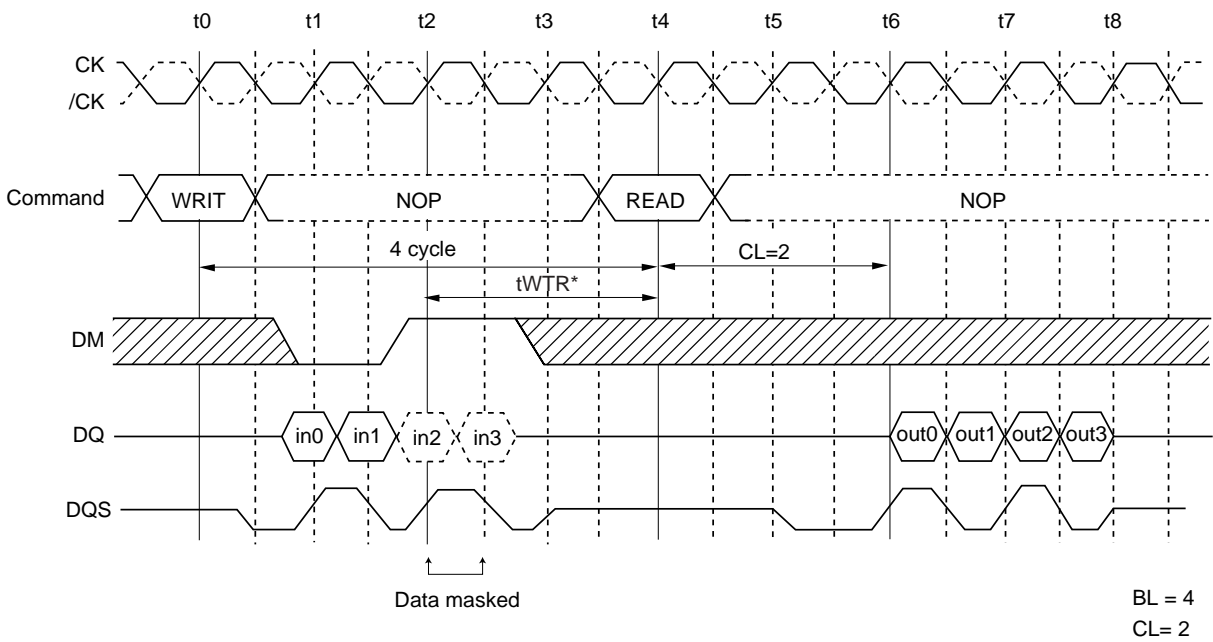 t0 t1 t2 t3 t4 t5 t6 t7 t8
CK
/CK
Command WRIT NOP READ NOP
4 cycle CL=2
tWTR*
DM
DQ in0 in1 in2 in3 out0 out1 out2 out3
DQS
Data masked
BL = 4
CL= 2